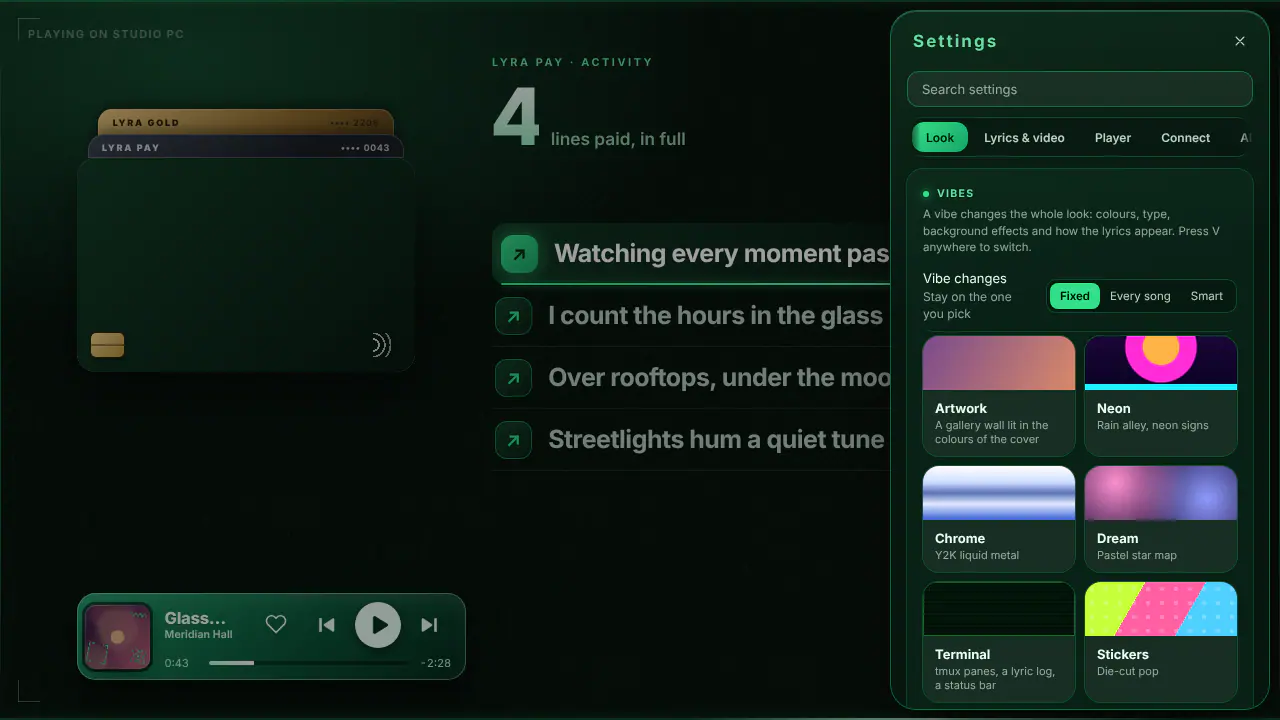 PLAYING ON STUDIO PC
LYRA GOLD
•••• 2208
LYRA PAY
•••• 0043
LYRA PAY · ACTIVITY
4 lines paid, in full
Watching every moment pas
I count the hours in the glass
Over rooftops, under the moo
Streetlights hum a quiet tune
Glass...
Meridian Hall
0:43
-2:28
Settings
Search settings
Look
Lyrics & video
Player
Connect
VIBES
A vibe changes the whole look: colours, type,
background effects and how the lyrics appear. Press V
anywhere to switch.
Vibe changes
Stay on the one
you pick
Fixed
Every song
Smart
Artwork
A gallery wall lit in the
colours of the cover
Neon
Rain alley, neon signs
Chrome
Y2K liquid metal
Dream
Pastel star map
Terminal
tmux panes, a lyric log,
a status bar
Stickers
Die-cut pop